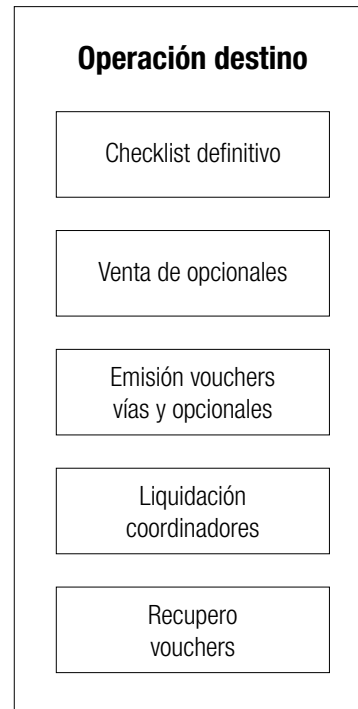 Operación destino
Checklist definitivo
Venta de opcionales
Emisión vouchers
vías y opcionales
Liquidación
coordinadores
Recupero
vouchers